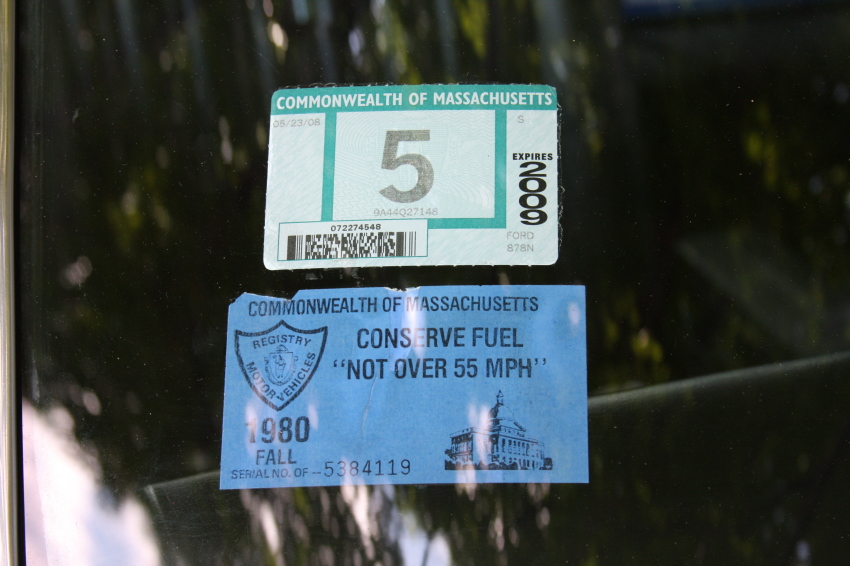 COMMONWEALTH OF MASSACHUSETTS
05/23/08
S
5
EXPIRES
2009
9A44Q27148
072274548
FORD
878N
COMMONWEALTH OF MASSACHUSETTS
REGISTRY
MOTOR VEHICLES
CONSERVE FUEL
"NOT OVER 55 MPH"
1980
FALL
SERIAL NO. OF--5384119